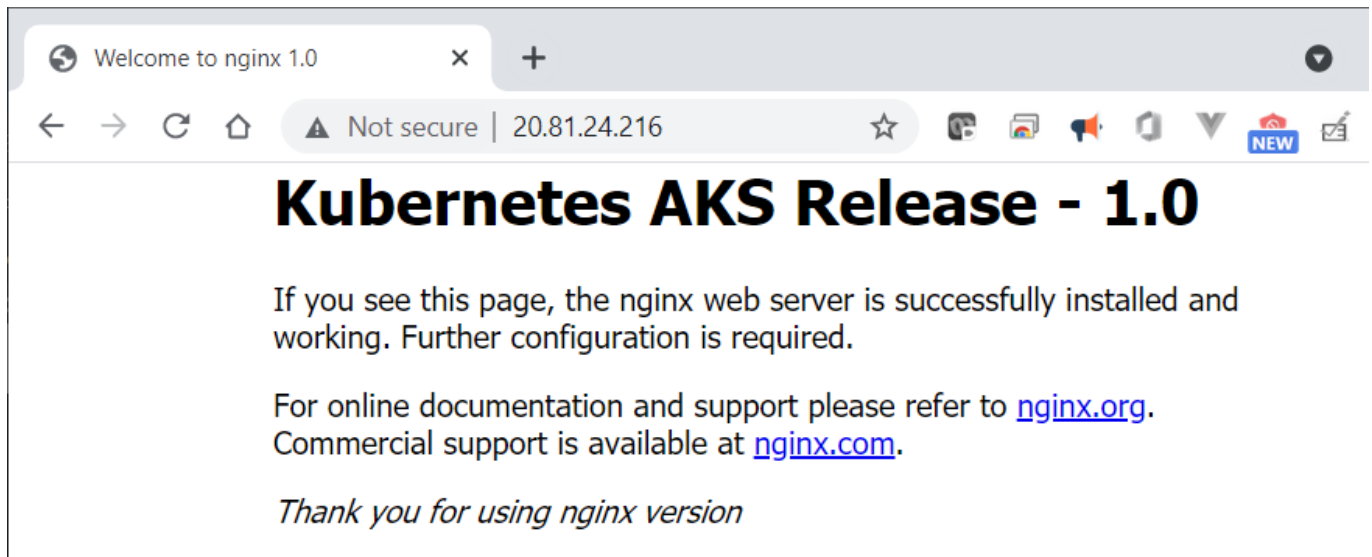 Welcome to nginx 1.0
Not secure | 20.81.24.216
NEW
Kubernetes AKS Release - 1.0
If you see this page, the nginx web server is successfully installed and
working. Further configuration is required.
For online documentation and support please refer to nginx.org.
Commercial support is available at nginx.com.
Thank you for using nginx version